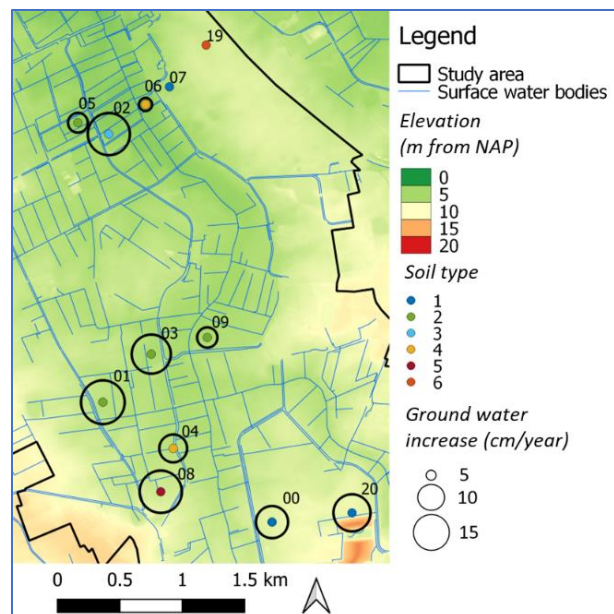 19
07
06
05
02
09
03
01
04
08
00
20
0 0.5 1 1.5 km
Legend
Study area
Surface water bodies
Elevation
(m from NAP)
0
5
10
15
20
Soil type
1
2
3
4
5
6
Ground water
increase (cm/year)
5
10
15